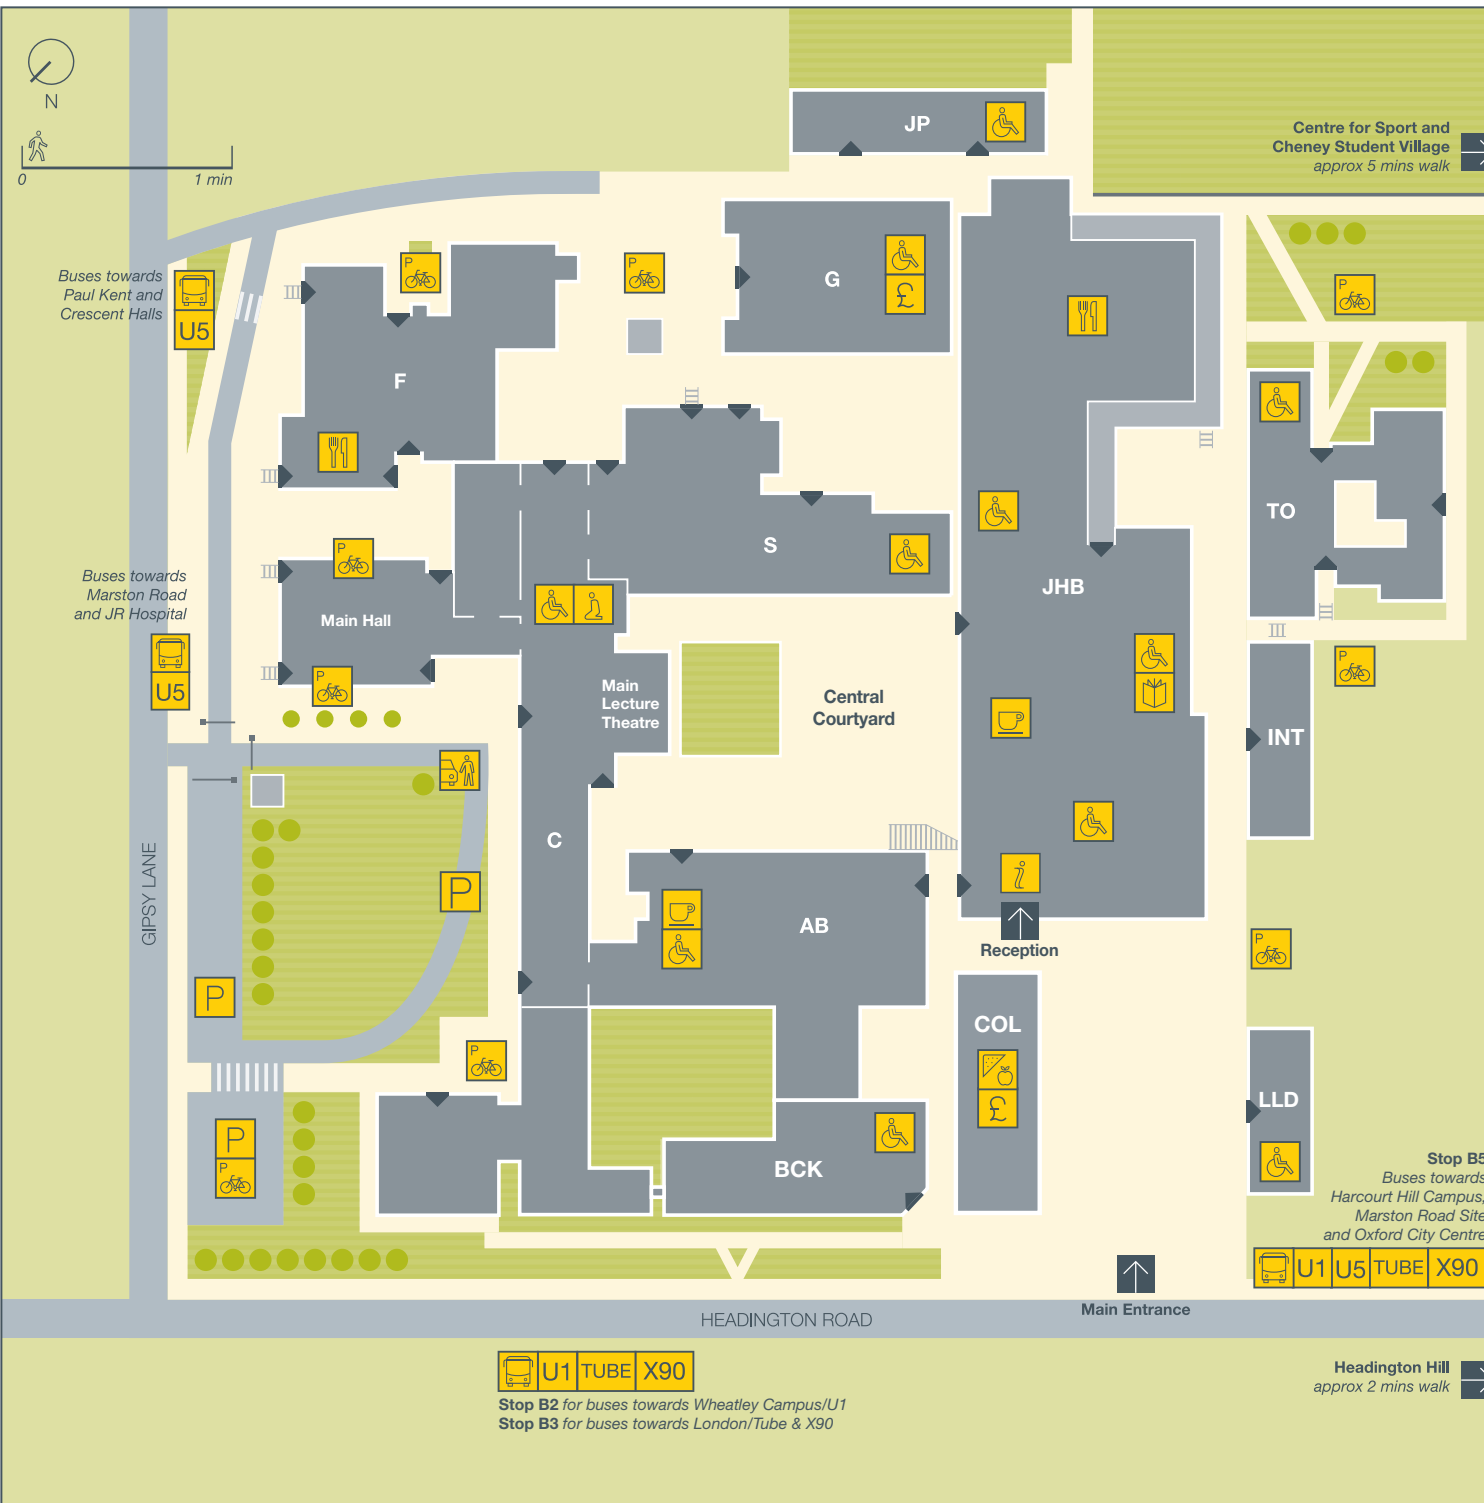 N
0
1 min
JP
Centre for Sport and
Cheney Student Village
approx 5 mins walk
Buses towards
Paul Kent and
Crescent Halls
U5
P
P
G
£
P
F
S
TO
JHB
Buses towards
Marston Road
and JR Hospital
U5
P
Main Hall
P
Main
Lecture
Theatre
Central
Courtyard
P
INT
GIPSY LANE
C
P
P
i
AB
Reception
P
COL
£
P
P
P
BCK
LLD
Stop B5
Buses towards
Harcourt Hill Campus,
Marston Road Site
and Oxford City Centre
U1 U5 TUBE X90
Main Entrance
HEADINGTON ROAD
U1 TUBE X90
Stop B2 for buses towards Wheatley Campus/U1
Stop B3 for buses towards London/Tube & X90
Headington Hill
approx 2 mins walk